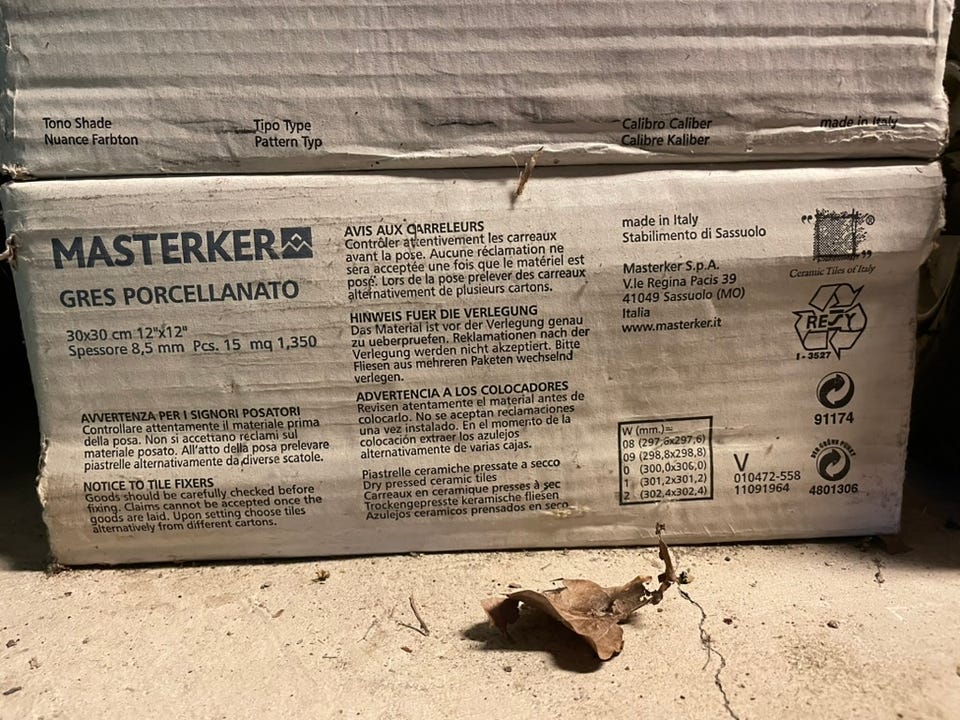 Tono Shade
Nuance Farbton
Tipo Type
Pattern Typ
Calibro Caliber
Calibre Kaliber
made in Italy
MASTERKER
GRES PORCELLANATO
30x30 cm 12"x12"
Spessore 8,5 mm Pcs. 15 mq 1,350
AVVERTENZA PER I SIGNORI POSATORI
Controllare attentamente il materiale prima
della posa. Non si accettano reclami sul
materiale posato. All'atto della posa prelevare
piastrelle alternativamente da diverse scatole.
NOTICE TO TILE FIXERS
Goods should be carefully checked before
fixing. Claims cannot be accepted once the
goods are laid. Upon setting choose tiles
alternatively from different cartons.
AVIS AUX CARRELEURS
Contrôler attentivement les carreaux
avant la pose. Aucune réclamation ne
sera acceptée une fois que le matériel est
posé. Lors de la pose prelever des carreaux
alternativement de plusieurs cartons.
HINWEIS FUER DIE VERLEGUNG
Das Material ist vor der Verlegung genau
zu ueberpruefen. Reklamationen nach der
Verlegung werden nicht akzeptiert. Bitte
Fliesen aus mehreren Paketen wechselnd
verlegen.
ADVERTENCIA A LOS COLOCADORES
Revisen atentamente el material antes de
colocarlo. No se aceptan reclamaciones
una vez instalado. En el momento de la
colocación extraer los azulejos
alternativamente de varias cajas.
Piastrelle ceramiche pressate a secco
Dry pressed ceramic tiles
Carreaux en ceramique presses à sec
Trockengepresste keramische fliesen
Azulejos ceramicos prensados en seco
made in Italy
Stabilimento di Sassuolo
Masterker S.p.A.
V.le Regina Pacis 39
41049 Sassuolo (MO)
Italia
www.masterker.it
W (mm.)=
08 (297,6x297,6)
09 (298,8x298,8)
0 (300,0x306,0)
1 (301,2x301,2)
2 (302,4x302,4)
V
010472-558
11091964
Ceramic Tiles of Italy
RESY
I - 3527
91174
DER GRÜNE PUNKT
4801306